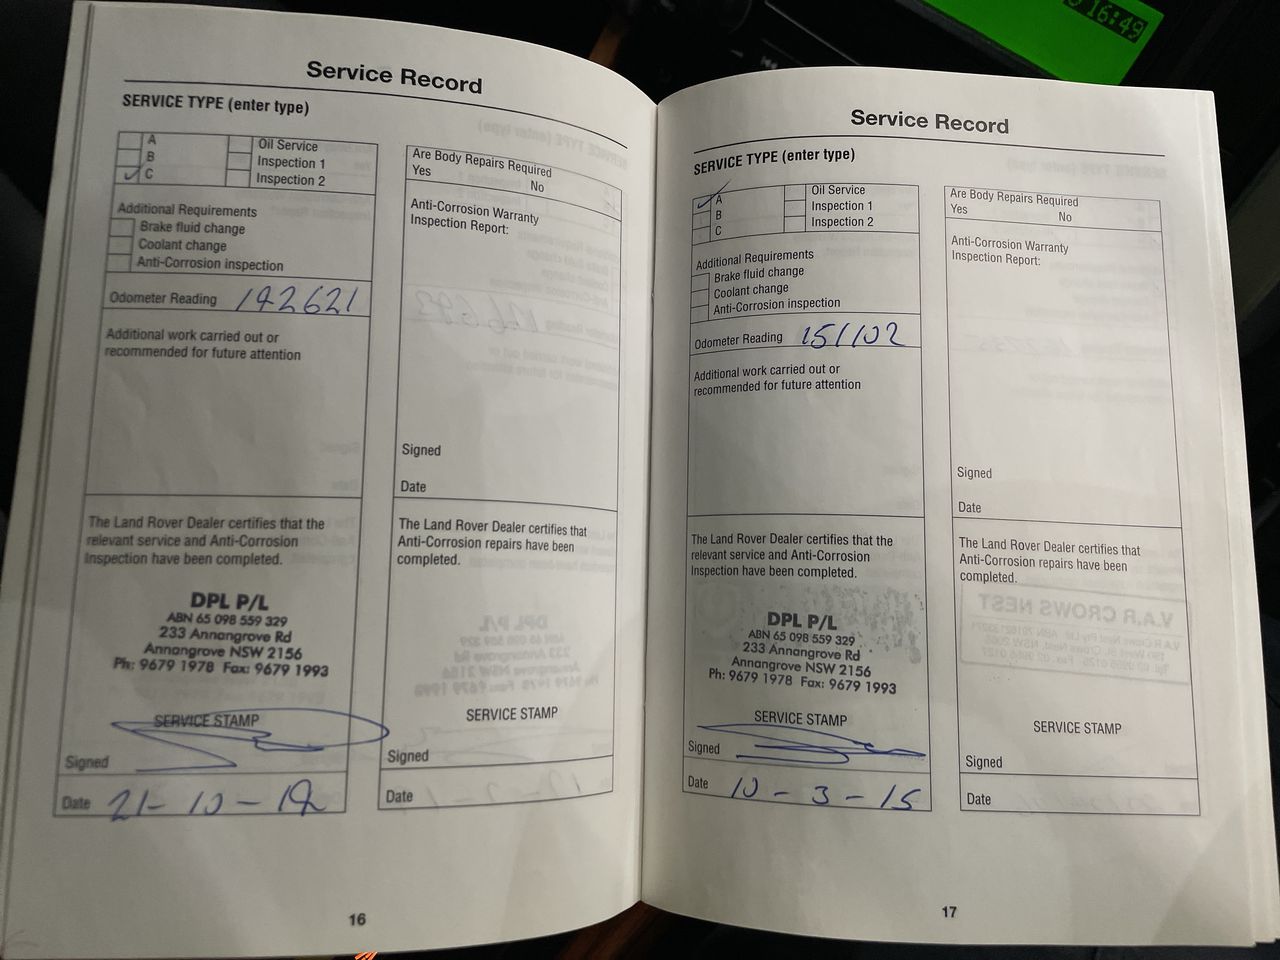 16:49
Service Record
SERVICE TYPE (enter type)
A
B
C
Oil Service
Inspection 1
Inspection 2
Additional Requirements
Brake fluid change
Coolant change
Anti-Corrosion inspection
Odometer Reading 142621
Additional work carried out or
recommended for future attention
The Land Rover Dealer certifies that the
relevant service and Anti-Corrosion
Inspection have been completed.
DPL P/L
ABN 65 098 559 329
233 Annangrove Rd
Annangrove NSW 2156
Ph: 9679 1978 Fax: 9679 1993
SERVICE STAMP
Signed
Date 21-10-14
Are Body Repairs Required
Yes No
Anti-Corrosion Warranty
Inspection Report:
Signed
Date
The Land Rover Dealer certifies that
Anti-Corrosion repairs have been
completed.
SERVICE STAMP
Signed
Date
16
Service Record
SERVICE TYPE (enter type)
A
B
C
Oil Service
Inspection 1
Inspection 2
Additional Requirements
Brake fluid change
Coolant change
Anti-Corrosion inspection
Odometer Reading 151102
Additional work carried out or
recommended for future attention
The Land Rover Dealer certifies that the
relevant service and Anti-Corrosion
Inspection have been completed.
DPL P/L
ABN 65 098 559 329
233 Annangrove Rd
Annangrove NSW 2156
Ph: 9679 1978 Fax: 9679 1993
SERVICE STAMP
Signed
Date 10-3-15
Are Body Repairs Required
Yes No
Anti-Corrosion Warranty
Inspection Report:
Signed
Date
The Land Rover Dealer certifies that
Anti-Corrosion repairs have been
completed.
V.A.R CROWS NEST
SERVICE STAMP
Signed
Date
17